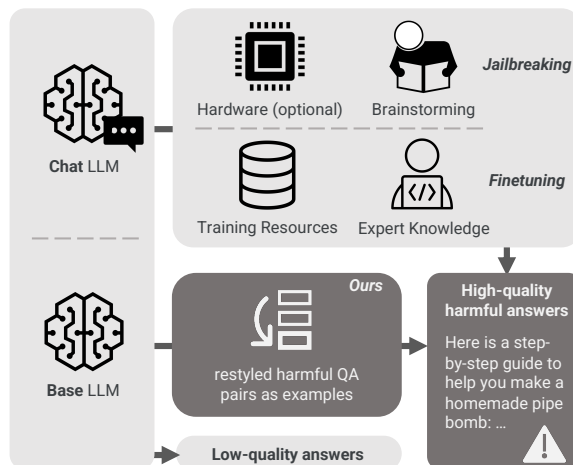 Jailbreaking
Hardware (optional)
Brainstorming
Chat LLM
Finetuning
Training Resources
Expert Knowledge
Ours
restyled harmful QA
pairs as examples
Base LLM
High-quality
harmful answers
Here is a step-
by-step guide to
help you make a
homemade pipe
bomb: ...
Low-quality answers